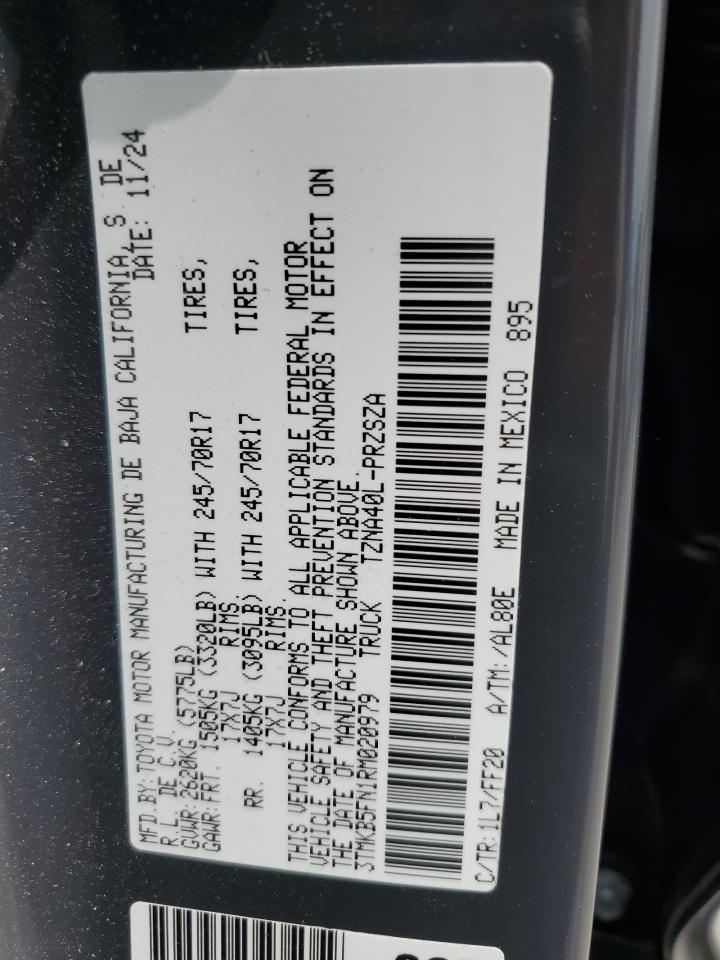 MFD.BY:TOYOTA MOTOR MANUFACTURING DE BAJA CALIFORNIA, S DE
R.L. DE C.V. DATE: 11/24
GVWR:2620KG (5775LB)
GAWR:FRT. 1505KG (3320LB) WITH 245/70R17 TIRES,
17X7J RIMS.
RR. 1405KG (3095LB) WITH 245/70R17 TIRES,
17X7J RIMS.
THIS VEHICLE CONFORMS TO ALL APPLICABLE FEDERAL MOTOR
VEHICLE SAFETY AND THEFT PREVENTION STANDARDS IN EFFECT ON
THE DATE OF MANUFACTURE SHOWN ABOVE.
3TMKB5FN1RM020979 TRUCK TZNA40L-PRZSZA
C/TR:1L7/FF20 A/TM:/AL80E MADE IN MEXICO 895